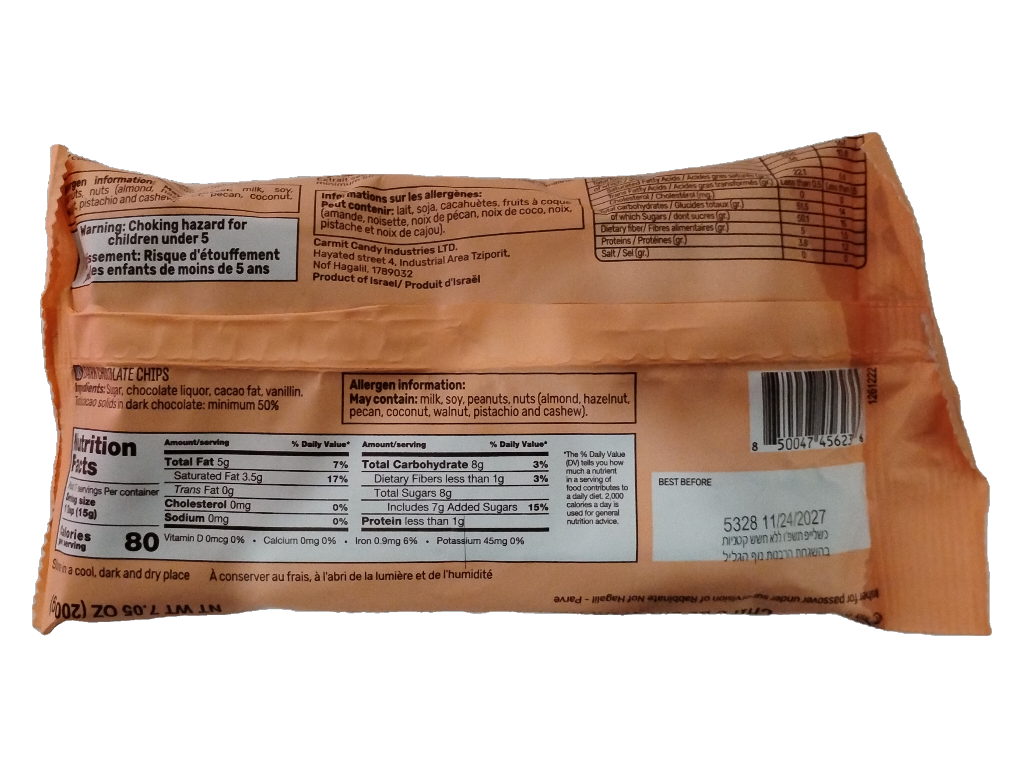 information
nuts (almond, milk, soy,
pistachio and pecan, coconut,
Warning: Choking hazard for
children under 5
Risque d'étouffement
les enfants de moins de 5 ans
Informations sur les allergènes:
Peut contenir: lait, soja, cacahuètes, fruits à coque
(amande, noisette, noix de pécan, noix de coco, noix,
pistache et noix de cajou).
Carmit Candy Industries LTD.
Hayated street 4, Industrial Area Tziporit,
Nof Hagalil, 1789032
Product of Israel/ Produit d'Israël
Fatty Acids / Acides gras transformés (gr.) Less than 0.5
Cholesterol / Cholestérol (mg.) 0
carbohydrates / Glucides totaux (gr.)
of which Sugars / dont sucres (gr.)
Dietary fiber/ Fibres alimentaires (gr.) 5
Proteins / Protéines (gr.)
Salt / Sel (gr.) 0 0
CHIPS
Ingredients: Sugar, chocolate liquor, cacao fat, vanillin.
solids in dark chocolate: minimum 50%
Allergen information:
May contain: milk, soy, peanuts, nuts (almond, hazelnut,
pecan, coconut, walnut, pistachio and cashew).
Nutrition
Facts
servings Per container
size
(15g)
Calories
per serving 80
Amount/serving % Daily Value*
Total Fat 5g 7%
Saturated Fat 3.5g 17%
Trans Fat 0g
Cholesterol 0mg 0%
Sodium 0mg 0%
Amount/serving % Daily Value*
Total Carbohydrate 8g 3%
Dietary Fibers less than 1g 3%
Total Sugars 8g
Includes 7g Added Sugars 15%
Protein less than 1g
Vitamin D 0mcg 0% • Calcium 0mg 0% • Iron 0.9mg 6% • Potassium 45mg 0%
*The % Daily Value
(DV) tells you how
much a nutrient
in a serving of
food contributes to
a daily diet. 2,000
calories a day is
used for general
nutrition advice.
8 50047 45623 6
1261222
BEST BEFORE
5328 11/24/2027
כשלייפ תשפ"ו ללא חשש קטניות
בהשגחת הרבנות נוף הגליל
in a cool, dark and dry place À conserver au frais, à l'abri de la lumière et de l'humidité
NT WT 7.05 OZ (200g)
for passover under supervision of Rabbinate Nof Hagalil - Parve